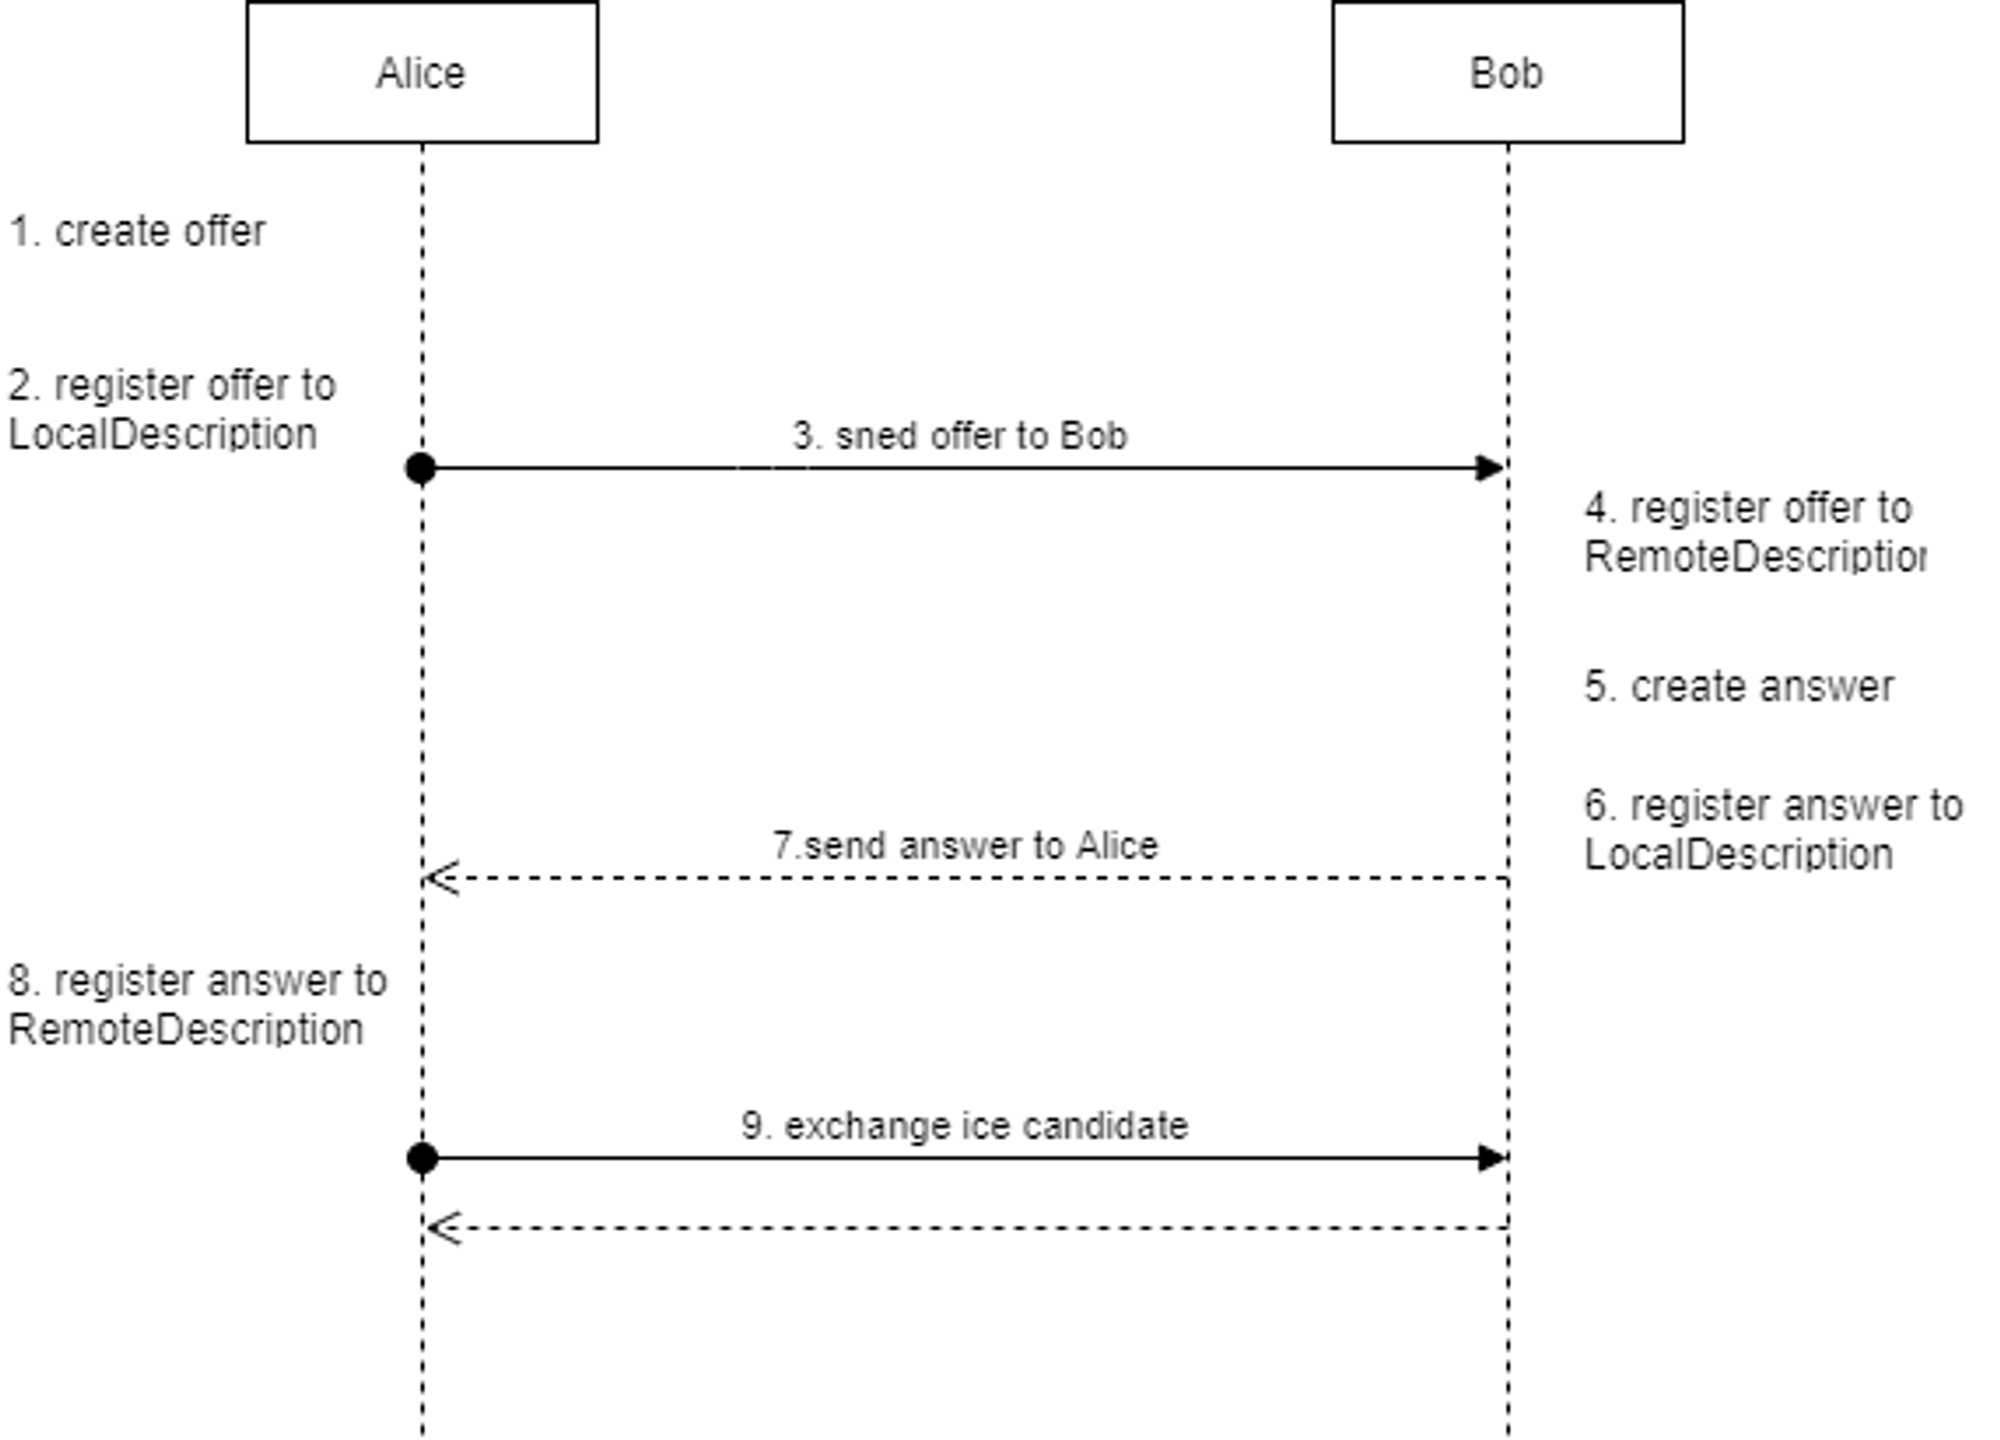 Alice
Bob
1. create offer
2. register offer to
LocalDescription
3. sned offer to Bob
4. register offer to
RemoteDescription
5. create answer
6. register answer to
LocalDescription
7.send answer to Alice
8. register answer to
RemoteDescription
9. exchange ice candidate